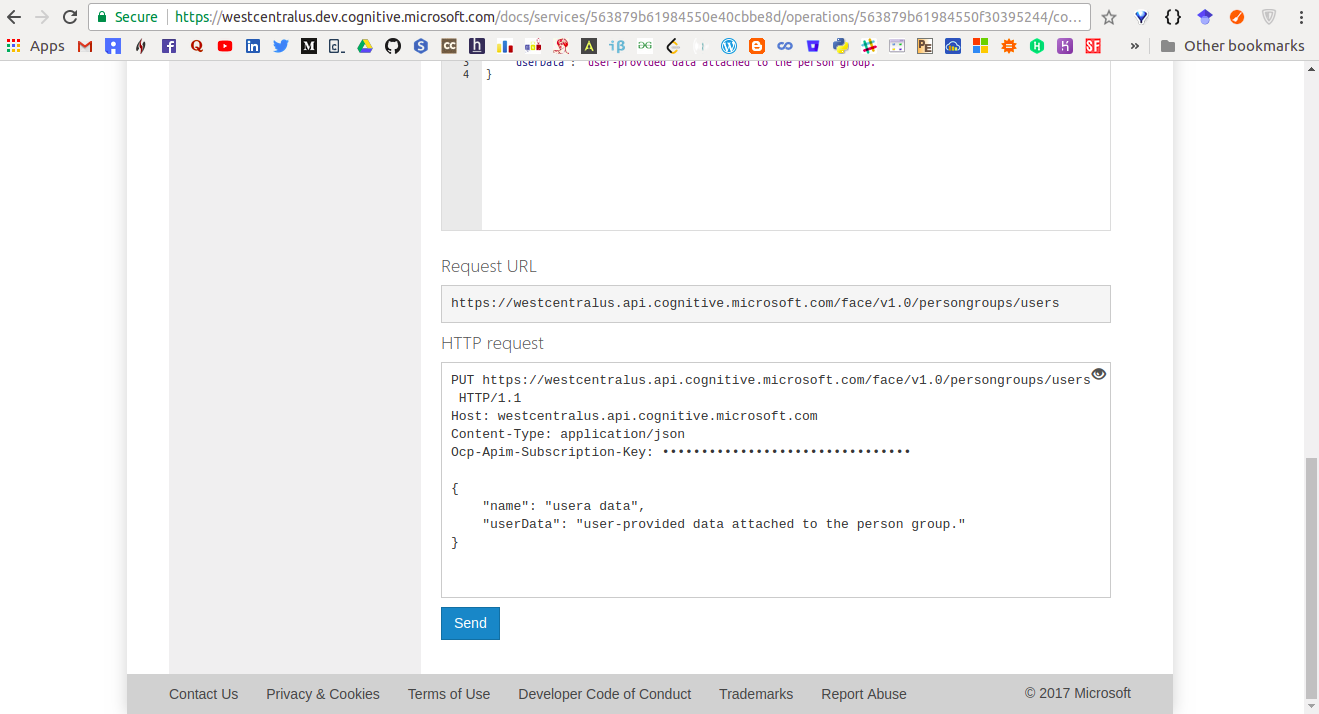 Secure https://westcentralus.dev.cognitive.microsoft.com/docs/services/563879b61984550e40cbbe8d/operations/563879b61984550f30395244/co...
Apps Other bookmarks
3 "userData": "user-provided data attached to the person group."
4 }
Request URL
https://westcentralus.api.cognitive.microsoft.com/face/v1.0/persongroups/users
HTTP request
PUT https://westcentralus.api.cognitive.microsoft.com/face/v1.0/persongroups/users
HTTP/1.1
Host: westcentralus.api.cognitive.microsoft.com
Content-Type: application/json
Ocp-Apim-Subscription-Key: ••••••••••••••••••••••••••••••••
{
"name": "usera data",
"userData": "user-provided data attached to the person group."
}
Send
Contact Us Privacy & Cookies Terms of Use Developer Code of Conduct Trademarks Report Abuse © 2017 Microsoft